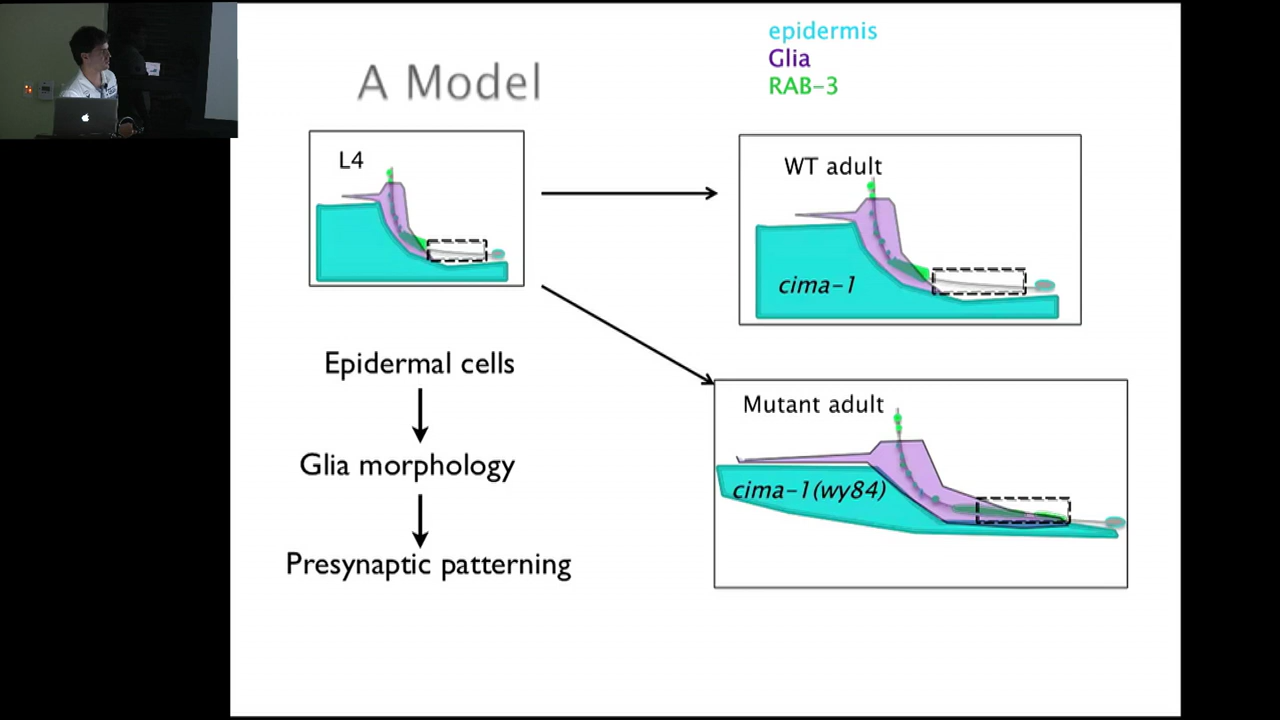 epidermis
Glia
RAB-3
A Model
L4
WT adult
cima-1
Epidermal cells
Glia morphology
Presynaptic patterning
Mutant adult
cima-1(wy84)